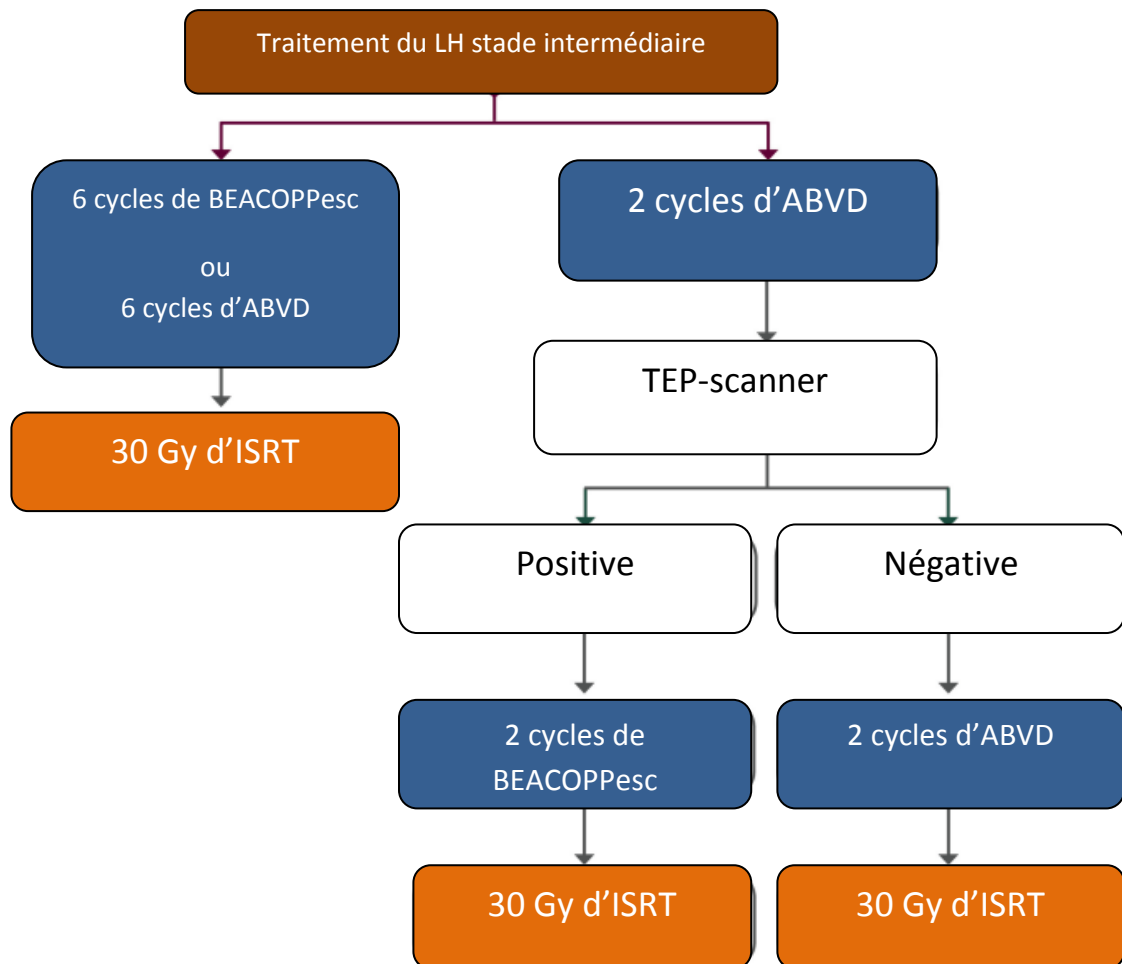 Traitement du LH stade intermédiaire
6 cycles de BEACOPPesc
ou
6 cycles d’ABVD
30 Gy d’ISRT
2 cycles d’ABVD
TEP-scanner
Positive
Négative
2 cycles de
BEACOPPesc
2 cycles d’ABVD
30 Gy d’ISRT
30 Gy d’ISRT